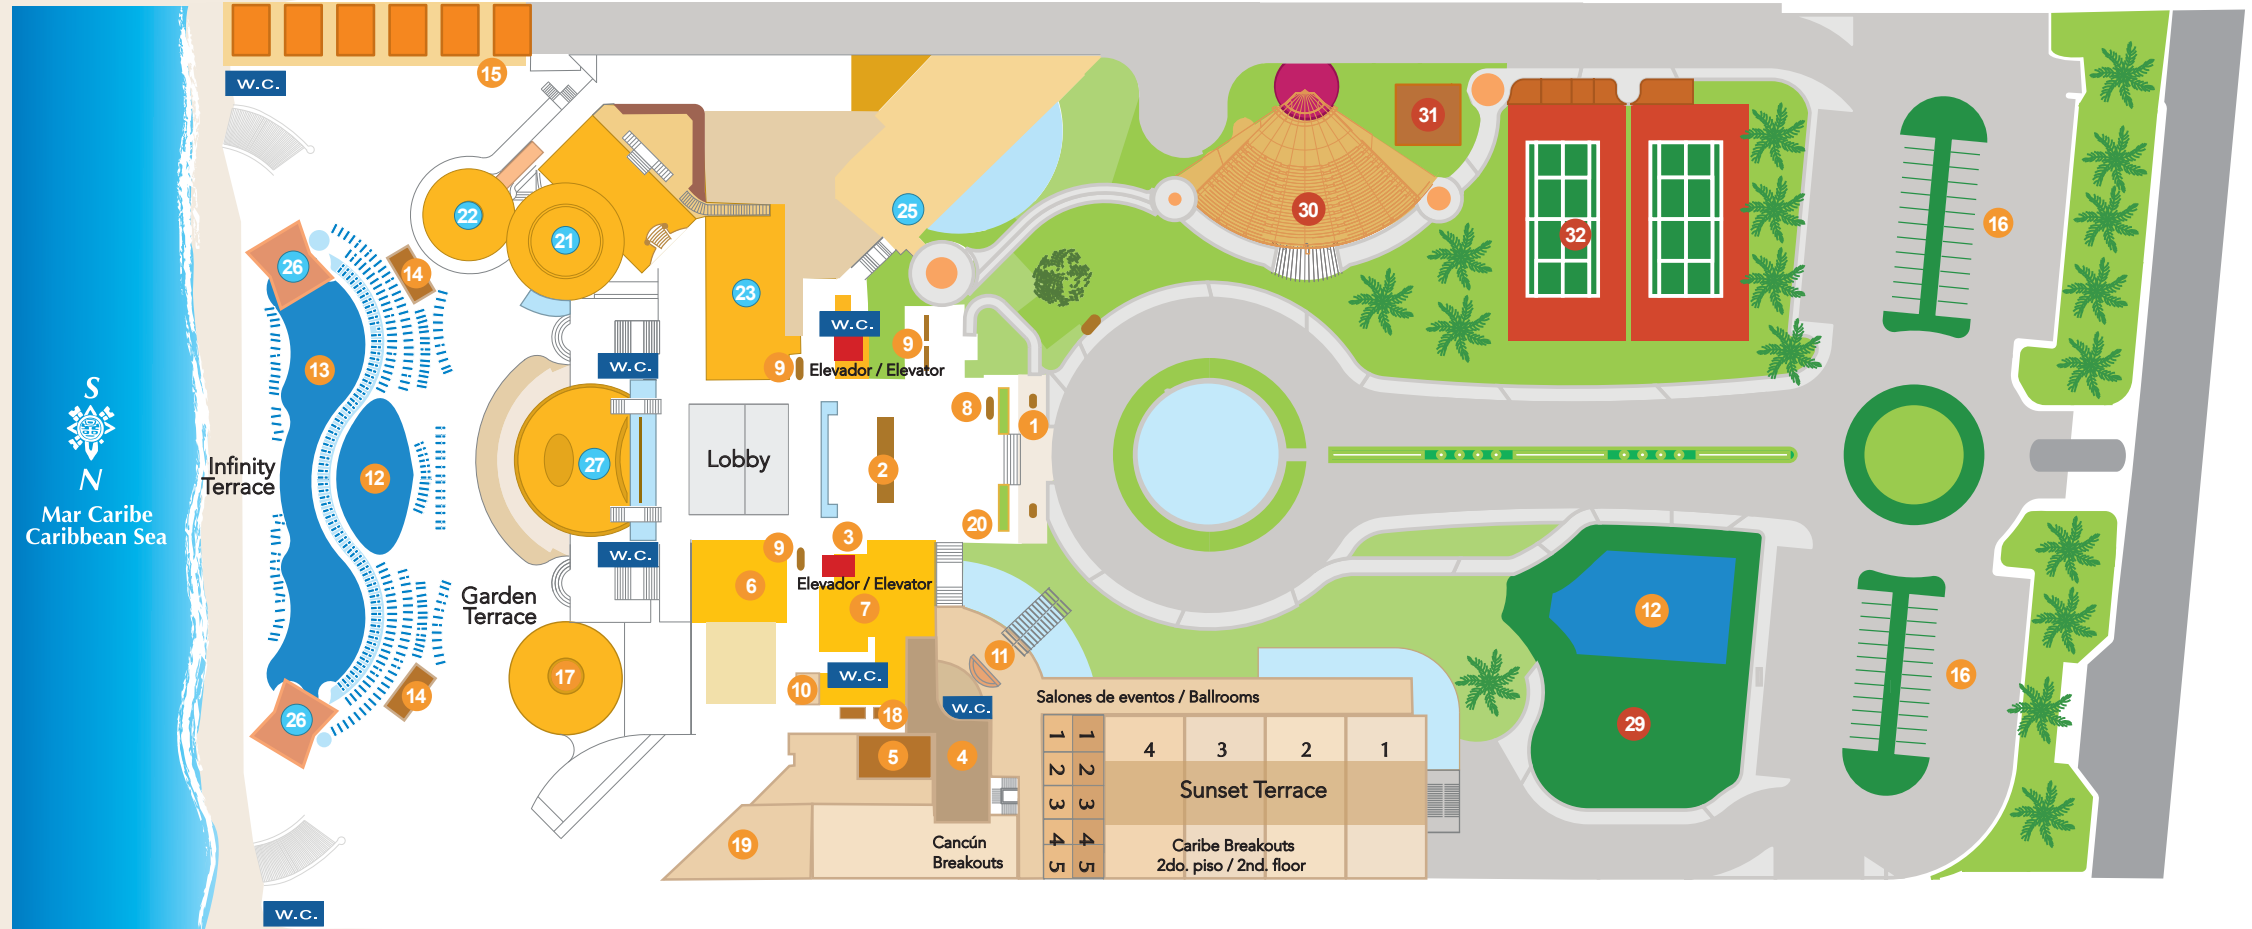 15
W.C.
22
21
25
31
30
32
16
26
14
23
W.C.
9
9
Elevador / Elevator
W.C.
13
S
N
Mar Caribe
Caribbean Sea
Infinity
Terrace
12
27
Lobby
2
8
1
20
3
9
Elevador / Elevator
W.C.
6
7
Garden
Terrace
17
14
26
10
W.C.
18
11
W.C.
5
4
19
Cancún
Breakouts
Salones de eventos / Ballrooms
1 1
2 2
3 3
4 4
5 5
4 3 2 1
Sunset Terrace
Caribe Breakouts
2do. piso / 2nd. floor
12
29
16
W.C.